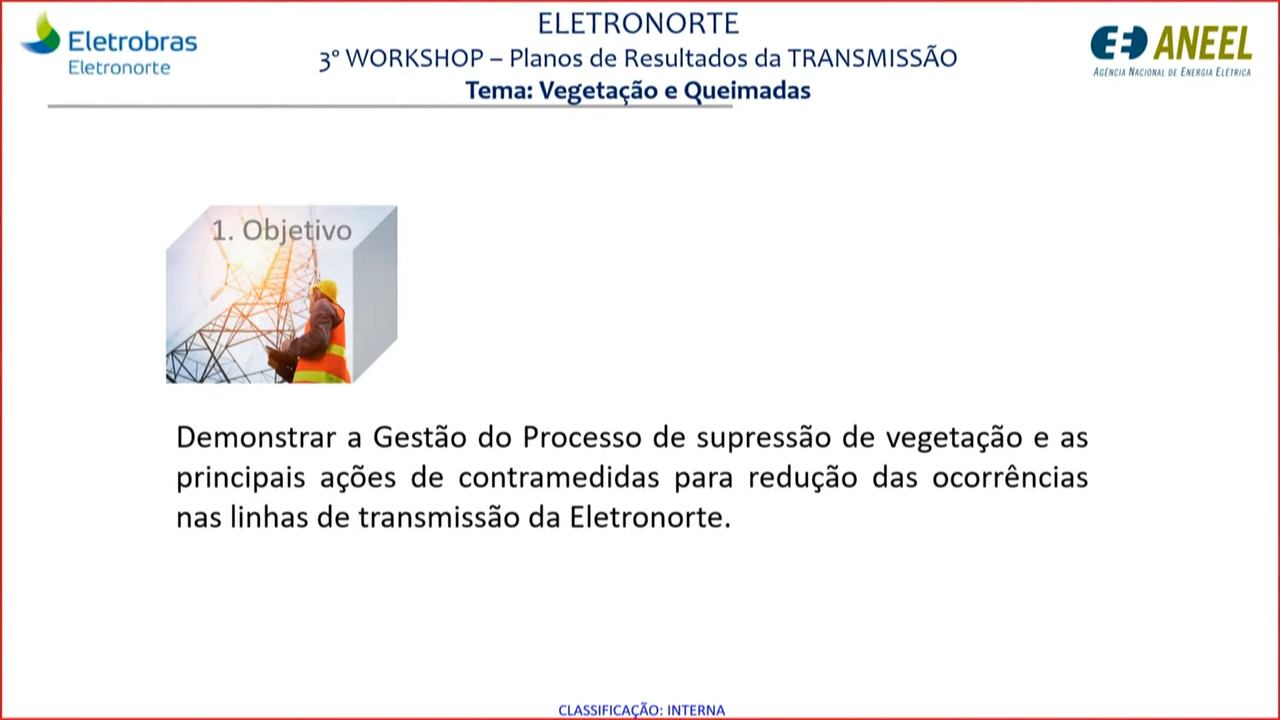 Eletrobras
Eletronorte
ELETRONORTE
3º WORKSHOP – Planos de Resultados da TRANSMISSÃO
Tema: Vegetação e Queimadas
ANEEL
AGÊNCIA NACIONAL DE ENERGIA ELÉTRICA
1. Objetivo
Demonstrar a Gestão do Processo de supressão de vegetação e as
principais ações de contramedidas para redução das ocorrências
nas linhas de transmissão da Eletronorte.
CLASSIFICAÇÃO: INTERNA